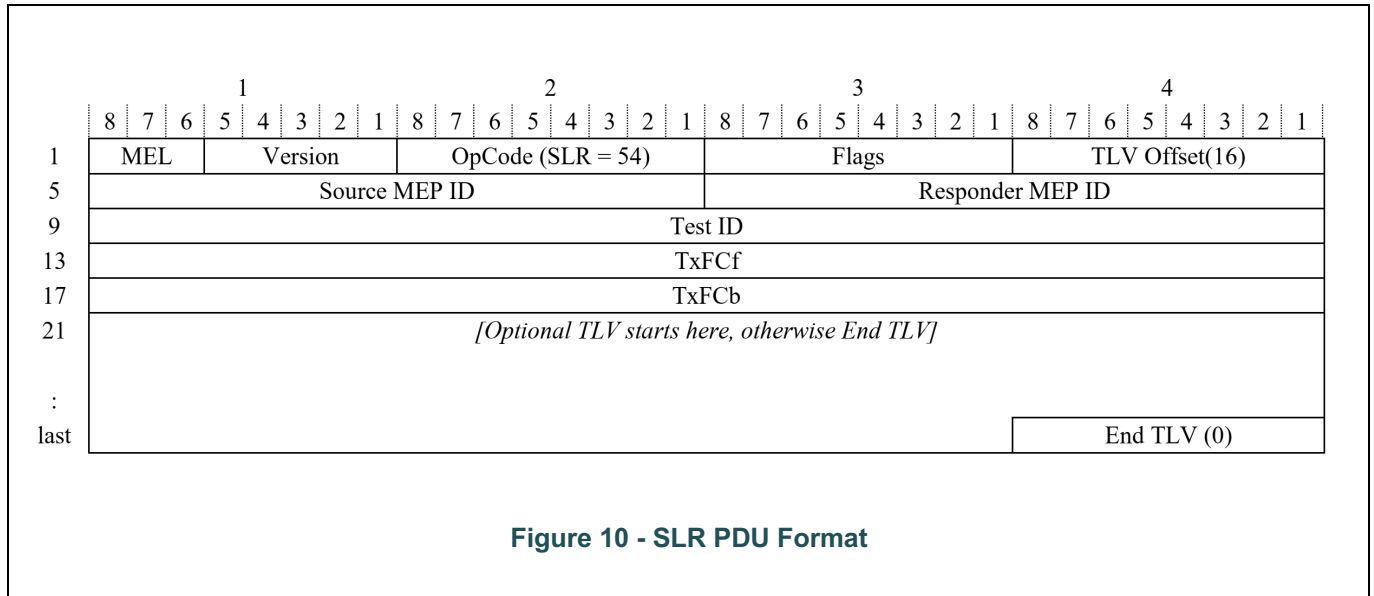 1 2 3 4
8 7 6 5 4 3 2 1 8 7 6 5 4 3 2 1 8 7 6 5 4 3 2 1 8 7 6 5 4 3 2 1
1 MEL Version OpCode (SLR = 54) Flags TLV Offset(16)
5 Source MEP ID Responder MEP ID
9 Test ID
13 TxFCf
17 TxFCb
21 [Optional TLV starts here, otherwise End TLV]
:
last End TLV (0)
Figure 10 - SLR PDU Format